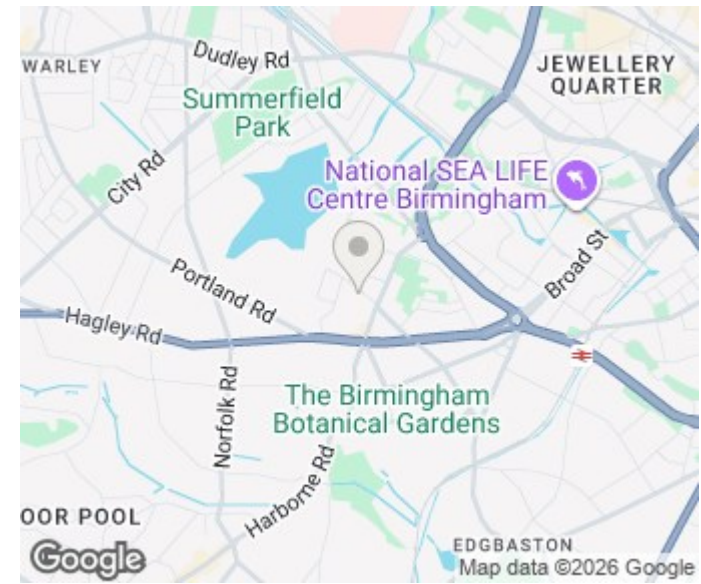 Dudley Rd
WARLEY
JEWELLERY
QUARTER
Summerfield
Park
City Rd
National SEA LIFE
Centre Birmingham
Broad St
Portland Rd
Hagley Rd
Norfolk Rd
The Birmingham
Botanical Gardens
Harborne Rd
OOR POOL
EDGBASTON
Google
Map data ©2026 Google